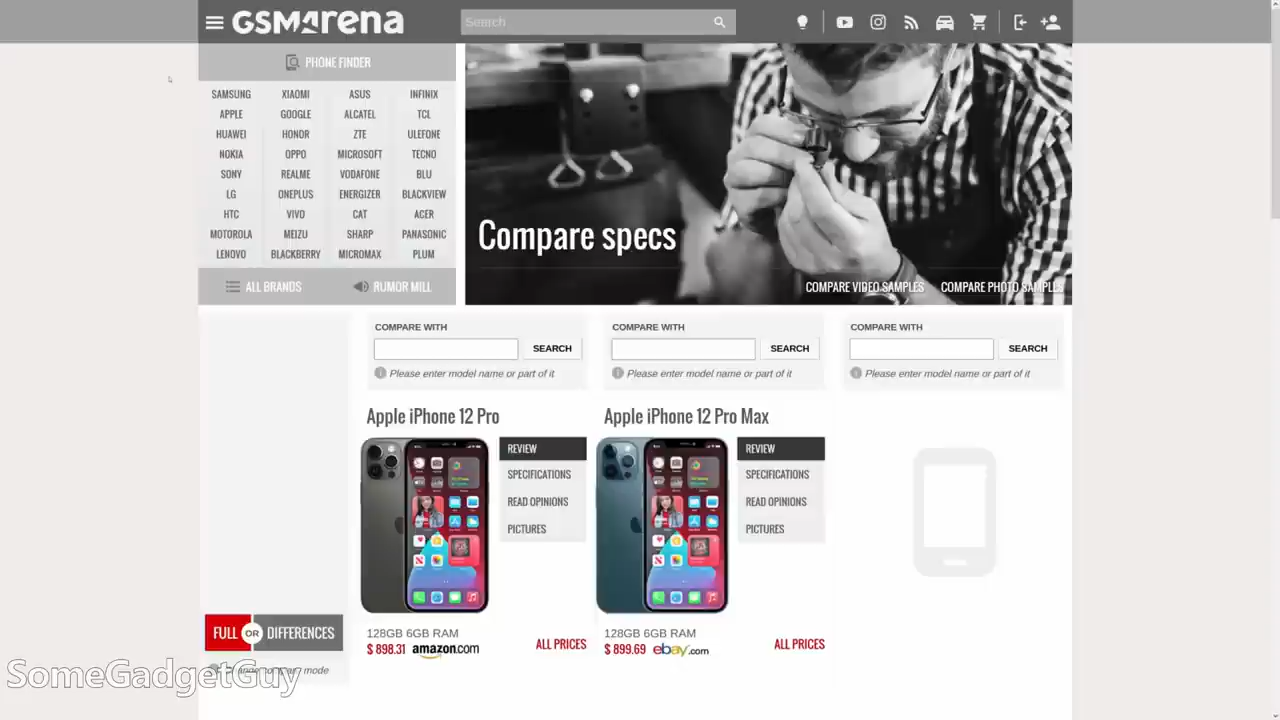 GSMArena
Search
PHONE FINDER
SAMSUNG XIAOMI ASUS INFINIX
APPLE GOOGLE ALCATEL TCL
HUAWEI HONOR ZTE ULEFONE
NOKIA OPPO MICROSOFT TECNO
SONY REALME VODAFONE BLU
LG ONEPLUS ENERGIZER BLACKVIEW
HTC VIVO CAT ACER
MOTOROLA MEIZU SHARP PANASONIC
LENOVO BLACKBERRY MICROMAX PLUM
ALL BRANDS RUMOR MILL
Compare specs
COMPARE VIDEO SAMPLES COMPARE PHOTO SAMPLES
COMPARE WITH COMPARE WITH COMPARE WITH
SEARCH SEARCH SEARCH
Please enter model name or part of it Please enter model name or part of it Please enter model name or part of it
Apple iPhone 12 Pro Apple iPhone 12 Pro Max
REVIEW REVIEW
SPECIFICATIONS SPECIFICATIONS
READ OPINIONS READ OPINIONS
PICTURES PICTURES
FULL OR DIFFERENCES
128GB 6GB RAM 128GB 6GB RAM
$ 898.31 amazon.com ALL PRICES $ 899.69 ebay.com ALL PRICES
mode
SomeGadgetGuy